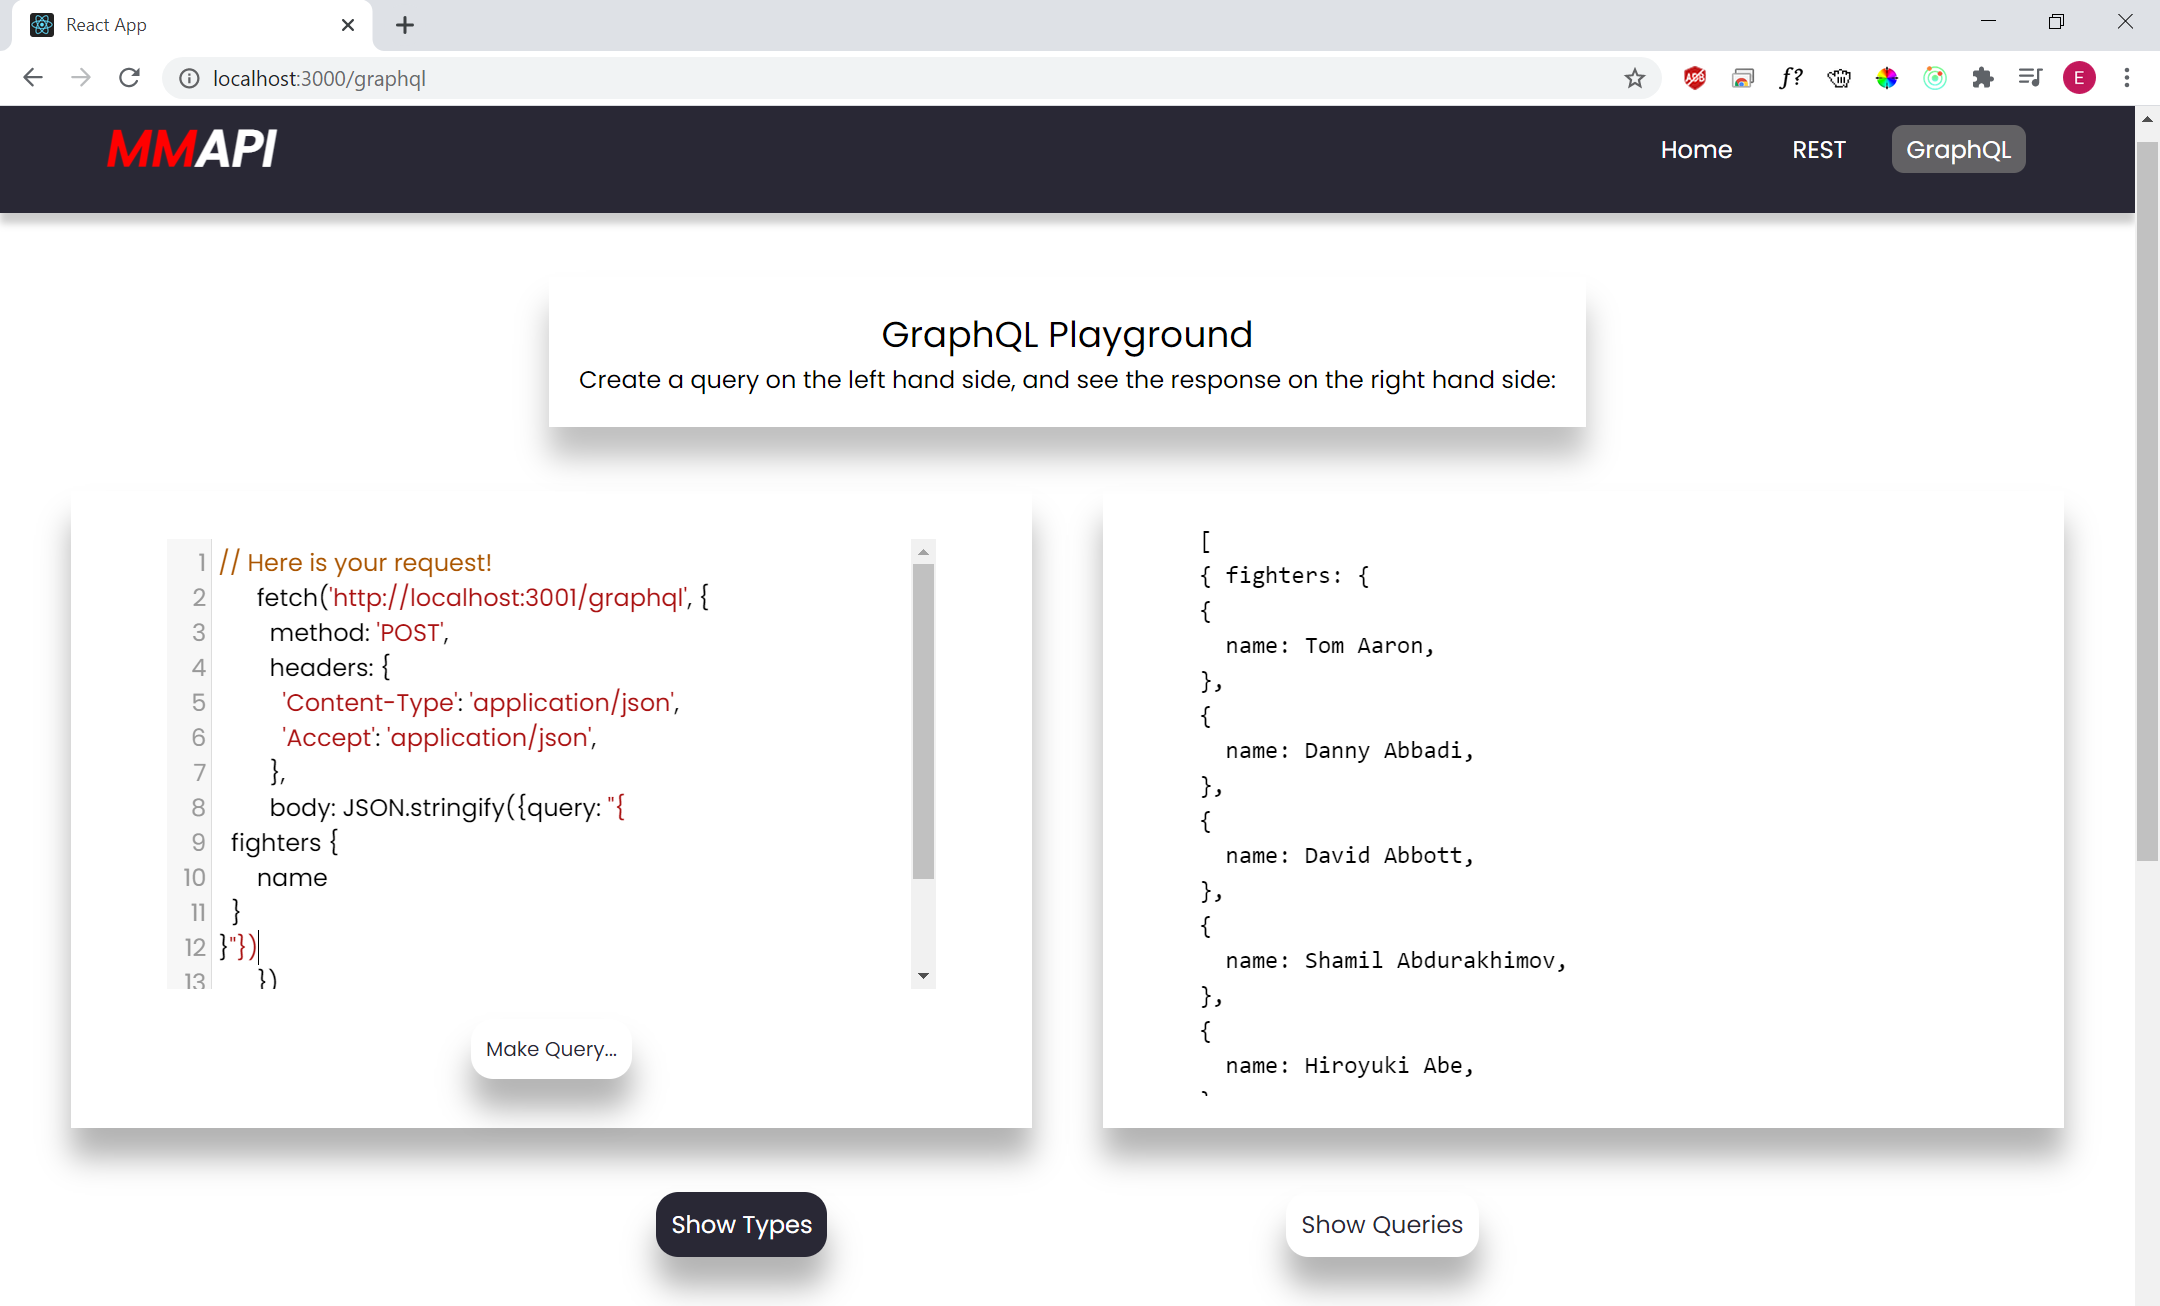 React App
localhost:3000/graphql
ABP
f?
E
MMAPI
Home REST GraphQL
GraphQL Playground
Create a query on the left hand side, and see the response on the right hand side:
1 // Here is your request!
2 fetch('http://localhost:3001/graphql', {
3 method: 'POST',
4 headers: {
5 'Content-Type': 'application/json',
6 'Accept': 'application/json',
7 },
8 body: JSON.stringify({query: "{
9 fighters {
10 name
11 }
12 }"})
13 })
Make Query...
[
{ fighters: {
{
name: Tom Aaron,
},
{
name: Danny Abbadi,
},
{
name: David Abbott,
},
{
name: Shamil Abdurakhimov,
},
{
name: Hiroyuki Abe,
Show Types
Show Queries